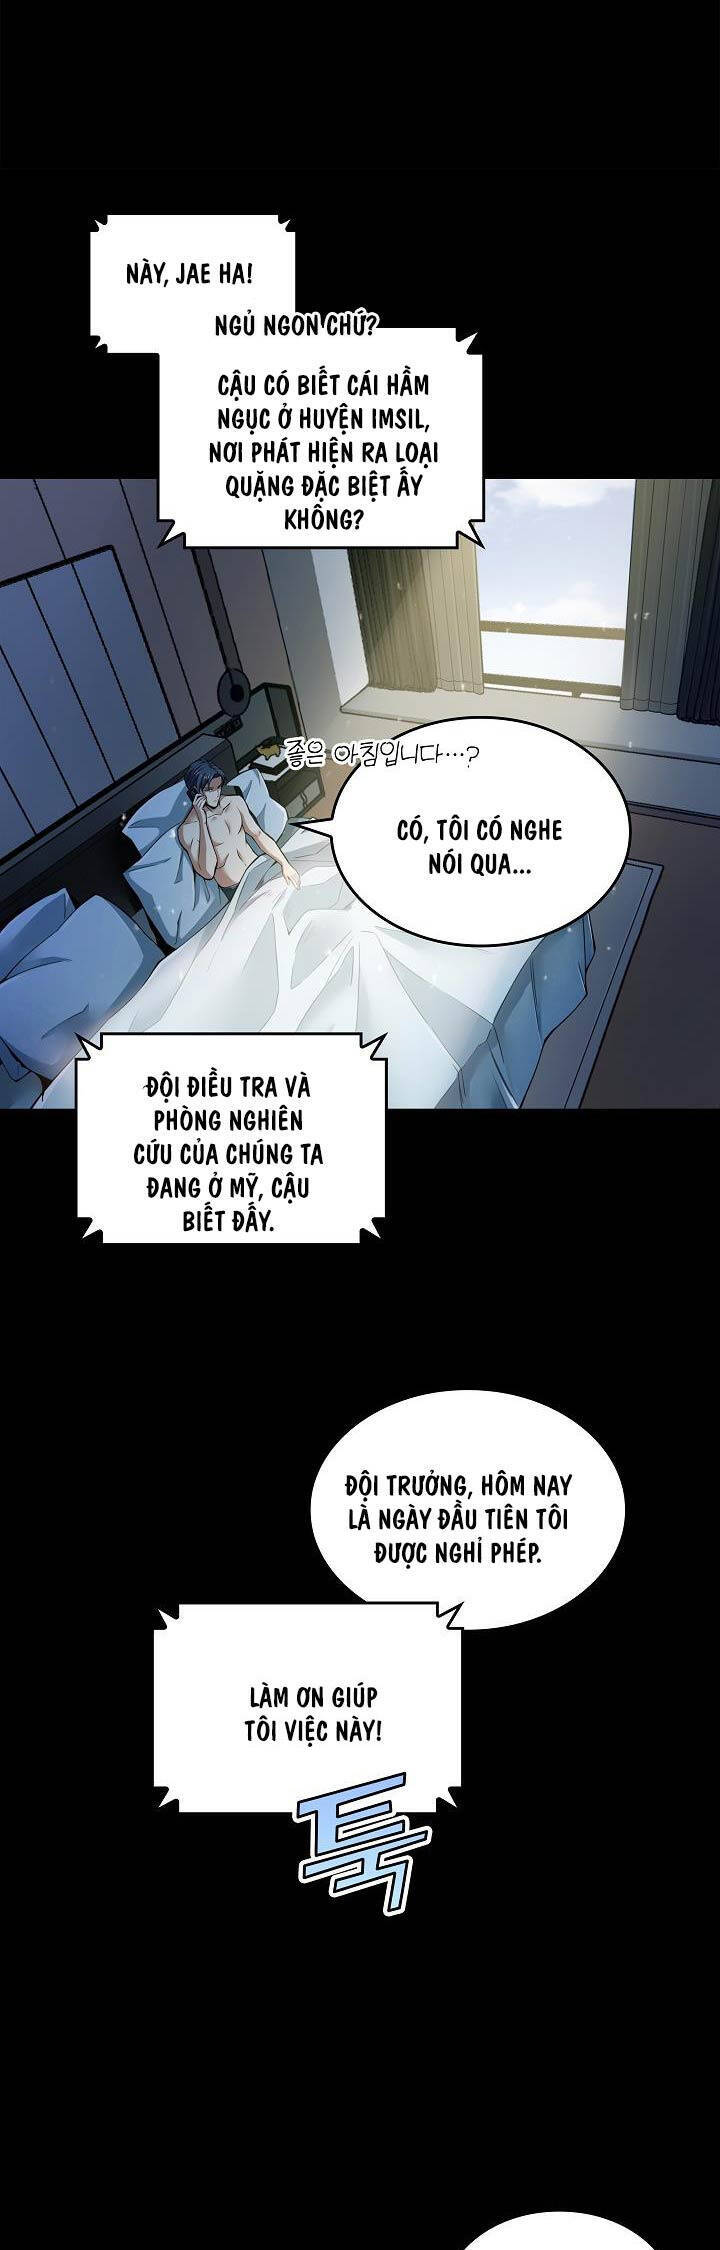 NÀY, JAE HA!
NGỦ NGON CHỨ?
CẬU CÓ BIẾT CÁI HẦM
NGỤC Ở HUYỆN IMSIL,
NƠI PHÁT HIỆN RA LOẠI
QUẶNG ĐẶC BIỆT ẤY
KHÔNG?
좋은 아침입니다...?
CÓ, TÔI CÓ NGHE
NÓI QUA...
ĐỘI ĐIỀU TRA VÀ
PHÒNG NGHIÊN
CỨU CỦA CHÚNG TA
ĐANG Ở MỸ, CẬU
BIẾT ĐẤY.
ĐỘI TRƯỞNG, HÔM NAY
LÀ NGÀY ĐẦU TIÊN TÔI
ĐƯỢC NGHỈ PHÉP.
LÀM ƠN GIÚP
TÔI VIỆC NÀY!
툭